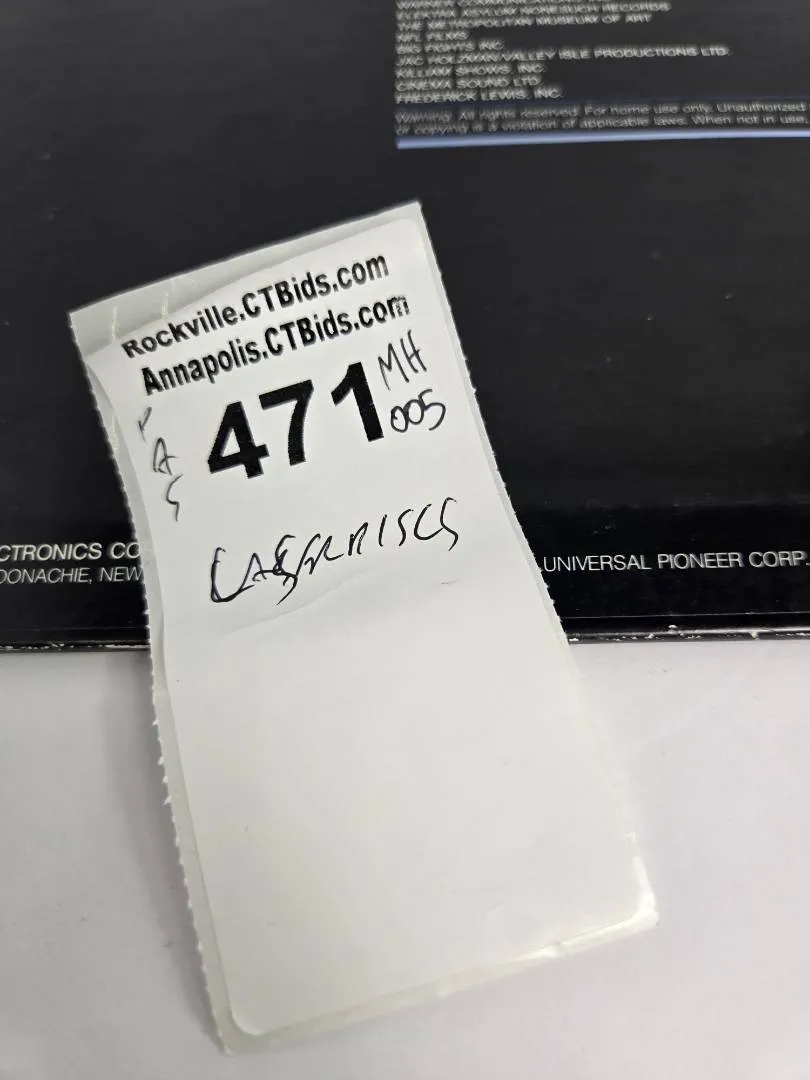 WARNER COMMUNICATIONS, INC.
ELEKTRA ASYLUM NONESUCH RECORDS
THE METROPOLITAN MUSEUM OF ART
NFL FILMS
BIG FIGHTS INC.
JAC HOLZMAN VALLEY ISLE PRODUCTIONS LTD.
KILLIAM SHOWS, INC.
CINEMA SOUND LTD.
FREDERICK LEWIS, INC.
Warning. All rights reserved. For home use only. Unauthorized
copying is a violation of applicable laws. When not in use,
Rockville.CTBids.com
Annapolis.CTBids.com
471
MH
005
P
A
S
LASERDISCS
CTRONICS CO
DONACHIE, NEW
UNIVERSAL PIONEER CORP.